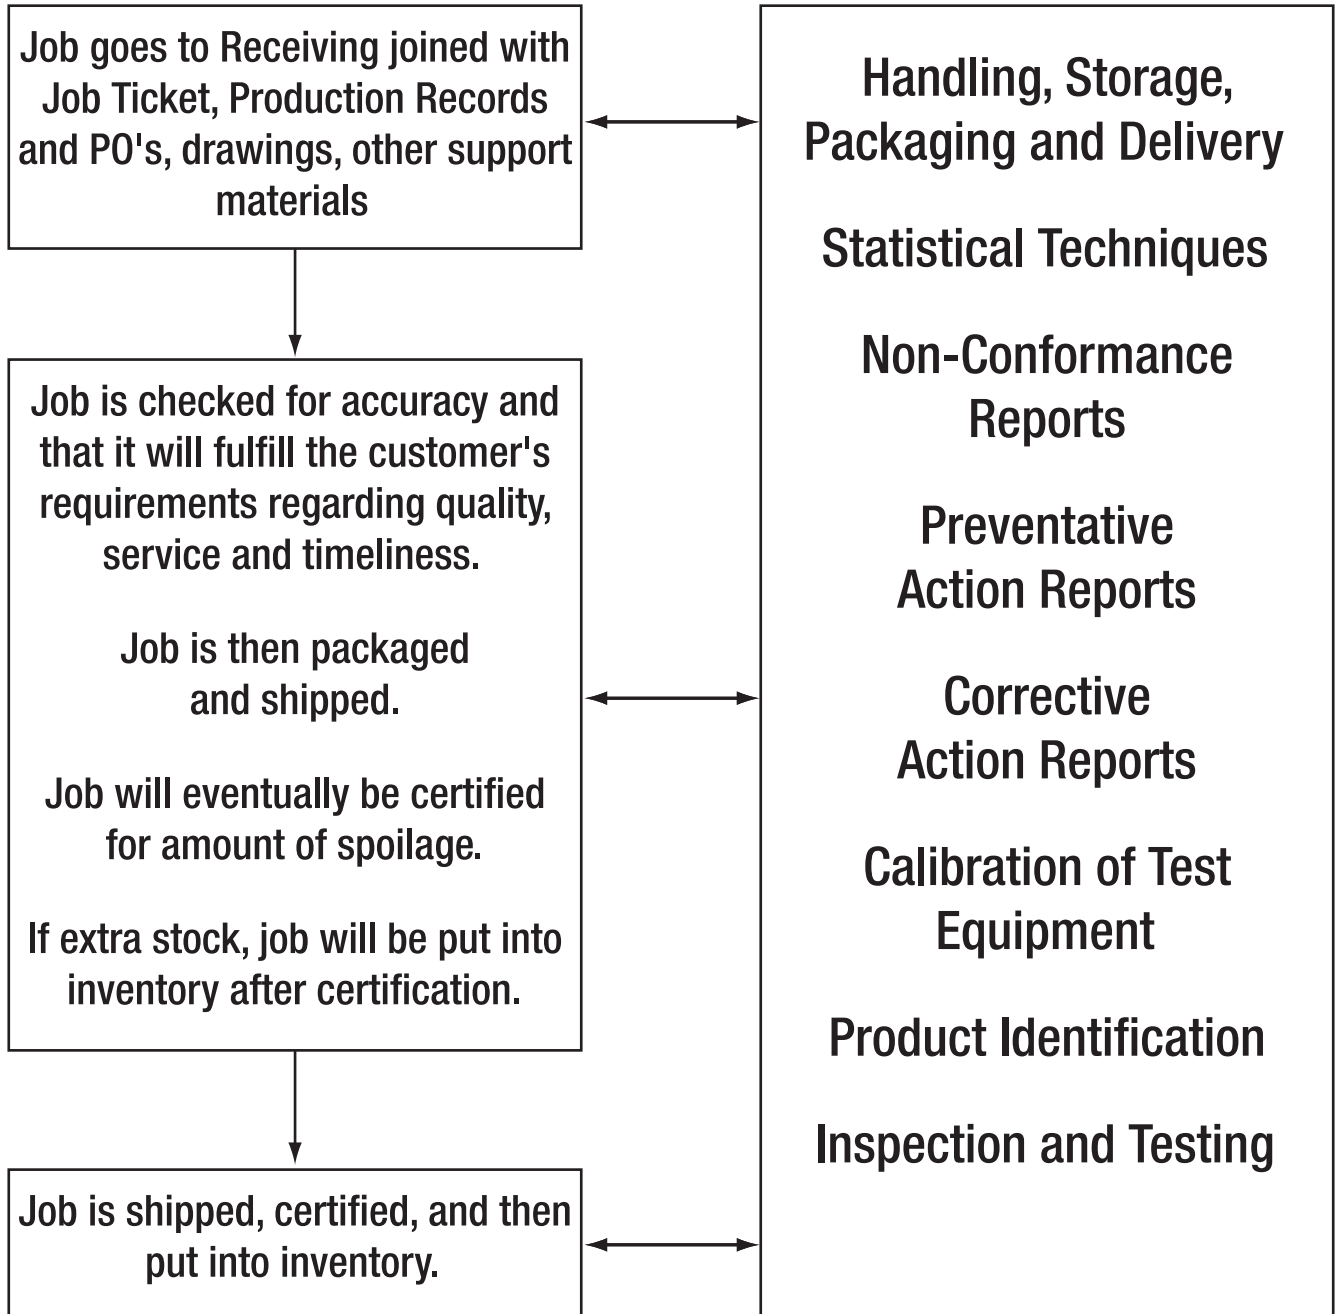 Job goes to Receiving joined with
Job Ticket, Production Records
and PO's, drawings, other support
materials
Job is checked for accuracy and
that it will fulfill the customer's
requirements regarding quality,
service and timeliness.
Job is then packaged
and shipped.
Job will eventually be certified
for amount of spoilage.
If extra stock, job will be put into
inventory after certification.
Job is shipped, certified, and then
put into inventory.
Handling, Storage,
Packaging and Delivery
Statistical Techniques
Non-Conformance
Reports
Preventative
Action Reports
Corrective
Action Reports
Calibration of Test
Equipment
Product Identification
Inspection and Testing